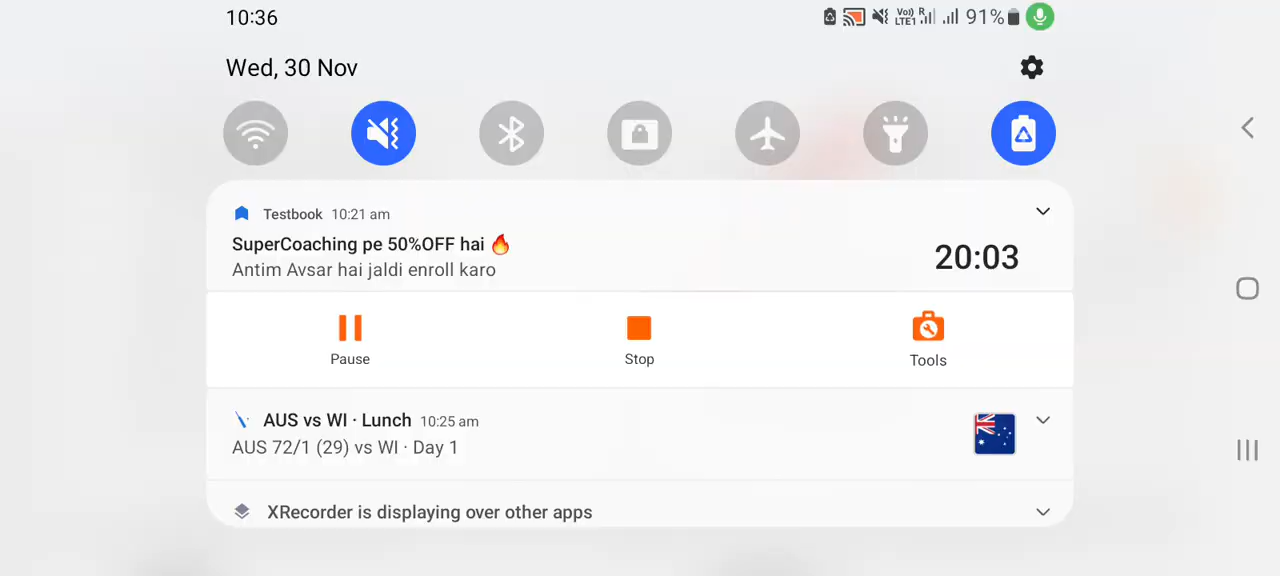 10:36
Vo)) LTE1 R 91%
Wed, 30 Nov
Testbook 10:21 am
SuperCoaching pe 50%OFF hai 🔥
Antim Avsar hai jaldi enroll karo
20:03
Pause
Stop
Tools
AUS vs WI · Lunch 10:25 am
AUS 72/1 (29) vs WI · Day 1
XRecorder is displaying over other apps